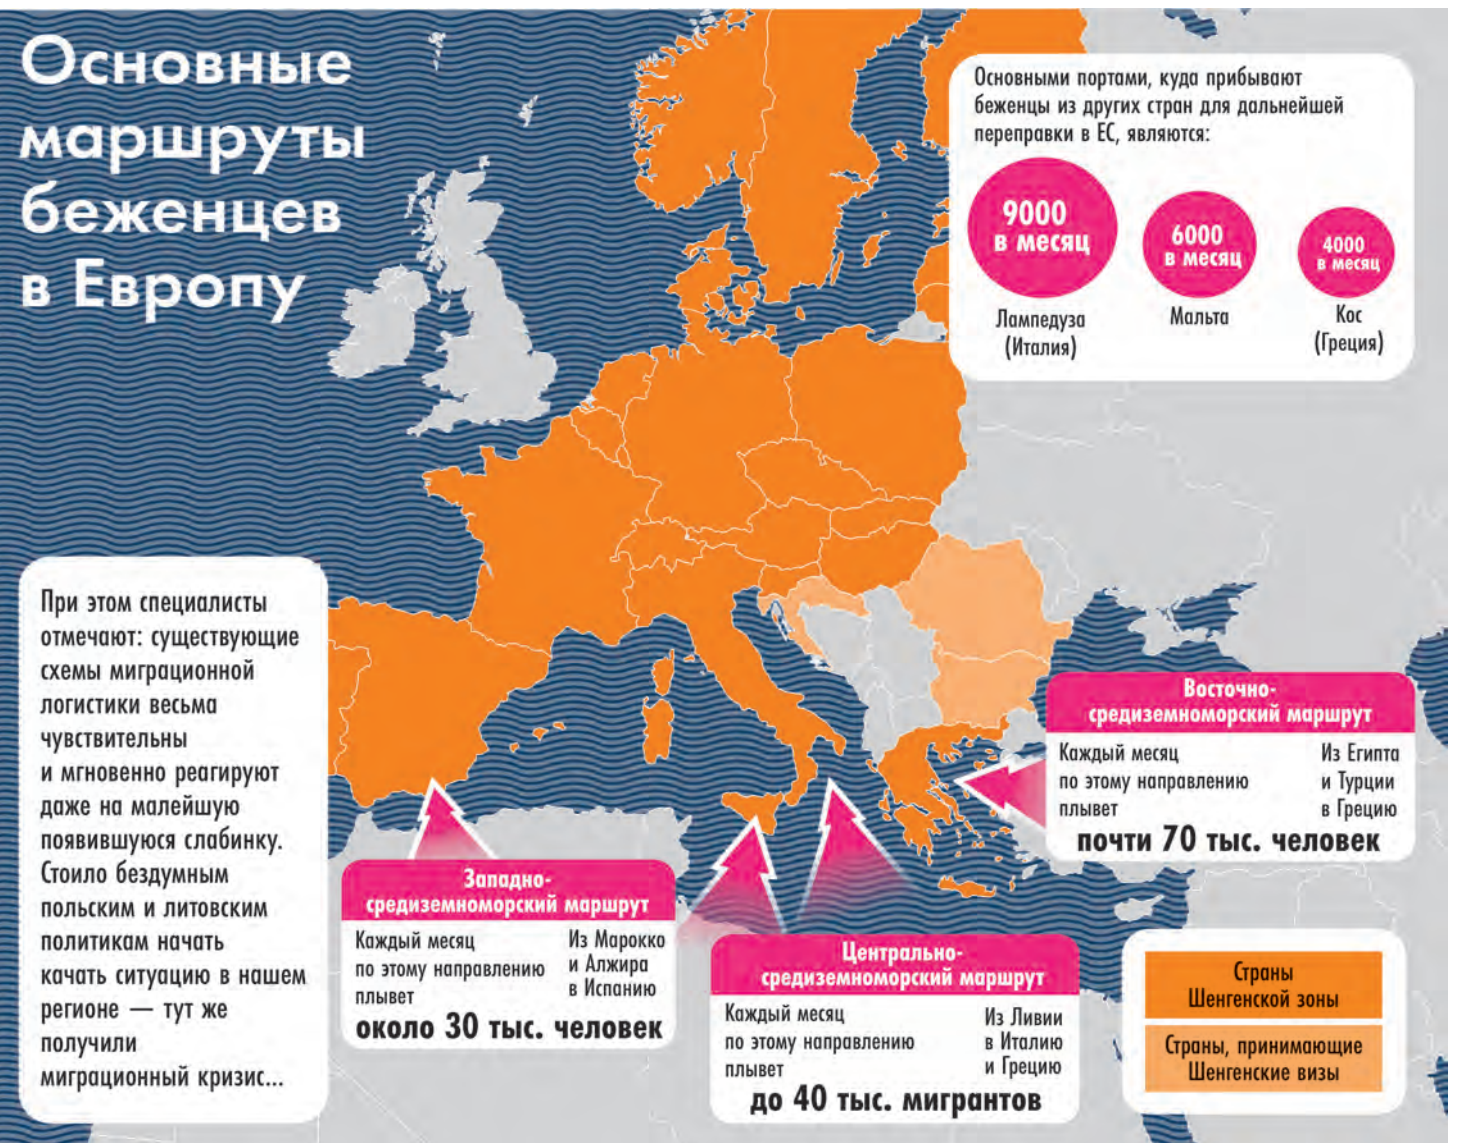 Основные
маршруты
беженцев
в Европу
Основными портами, куда прибывают
беженцы из других стран для дальнейшей
переправки в ЕС, являются:
9000
в месяц
Лампедуза
(Италия)
6000
в месяц
Мальта
4000
в месяц
Кос
(Греция)
При этом специалисты
отмечают: существующие
схемы миграционной
логистики весьма
чувствительны
и мгновенно реагируют
даже на малейшую
появившуюся слабинку.
Стоило бездумным
польским и литовским
политикам начать
качать ситуацию в нашем
регионе — тут же
получили
миграционный кризис...
Западно-
средиземноморский маршрут
Каждый месяц
по этому направлению
плывет
Из Марокко
и Алжира
в Испанию
около 30 тыс. человек
Центрально-
средиземноморский маршрут
Каждый месяц
по этому направлению
плывет
Из Ливии
в Италию
и Грецию
до 40 тыс. мигрантов
Восточно-
средиземноморский маршрут
Каждый месяц
по этому направлению
плывет
Из Египта
и Турции
в Грецию
почти 70 тыс. человек
Страны
Шенгенской зоны
Страны, принимающие
Шенгенские визы